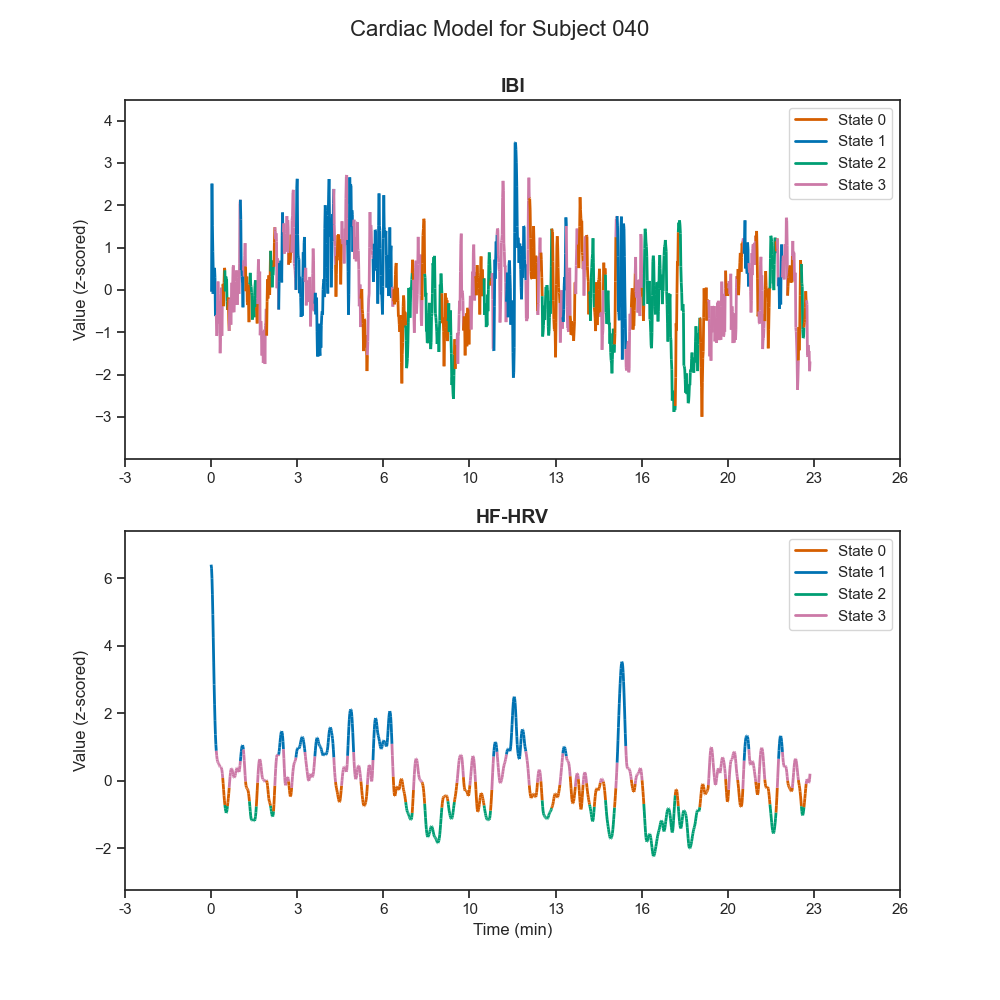 Cardiac Model for Subject 040
IBI
Value (z-scored)
4
3
2
1
0
−1
−2
−3
-3 0 3 6 10 13 16 20 23 26
State 0
State 1
State 2
State 3
HF-HRV
Value (z-scored)
6
4
2
0
−2
-3 0 3 6 10 13 16 20 23 26
Time (min)
State 0
State 1
State 2
State 3